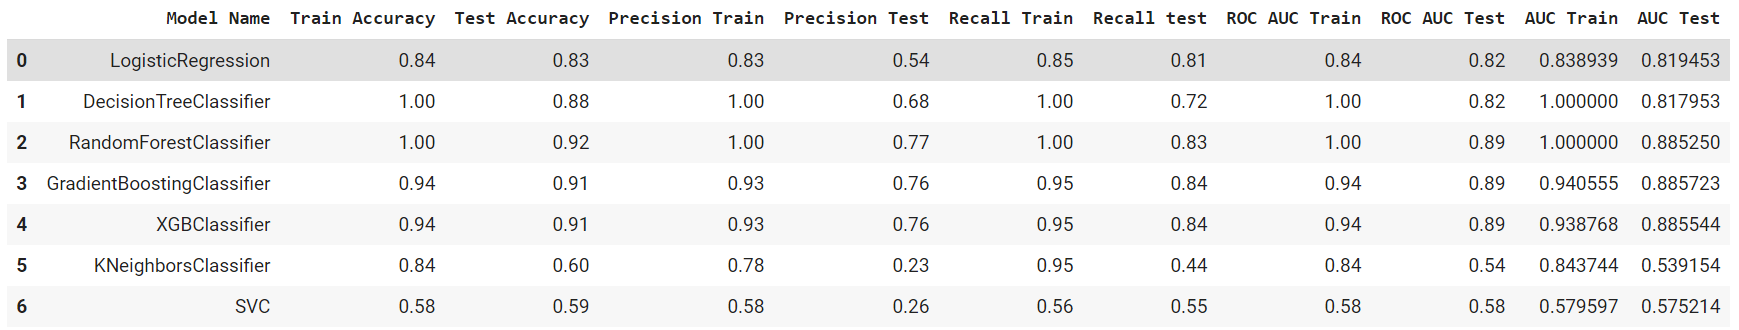 Model Name Train Accuracy Test Accuracy Precision Train Precision Test Recall Train Recall test ROC AUC Train ROC AUC Test AUC Train AUC Test
0 LogisticRegression 0.84 0.83 0.83 0.54 0.85 0.81 0.84 0.82 0.838939 0.819453
1 DecisionTreeClassifier 1.00 0.88 1.00 0.68 1.00 0.72 1.00 0.82 1.000000 0.817953
2 RandomForestClassifier 1.00 0.92 1.00 0.77 1.00 0.83 1.00 0.89 1.000000 0.885250
3 GradientBoostingClassifier 0.94 0.91 0.93 0.76 0.95 0.84 0.94 0.89 0.940555 0.885723
4 XGBClassifier 0.94 0.91 0.93 0.76 0.95 0.84 0.94 0.89 0.938768 0.885544
5 KNeighborsClassifier 0.84 0.60 0.78 0.23 0.95 0.44 0.84 0.54 0.843744 0.539154
6 SVC 0.58 0.59 0.58 0.26 0.56 0.55 0.58 0.58 0.579597 0.575214